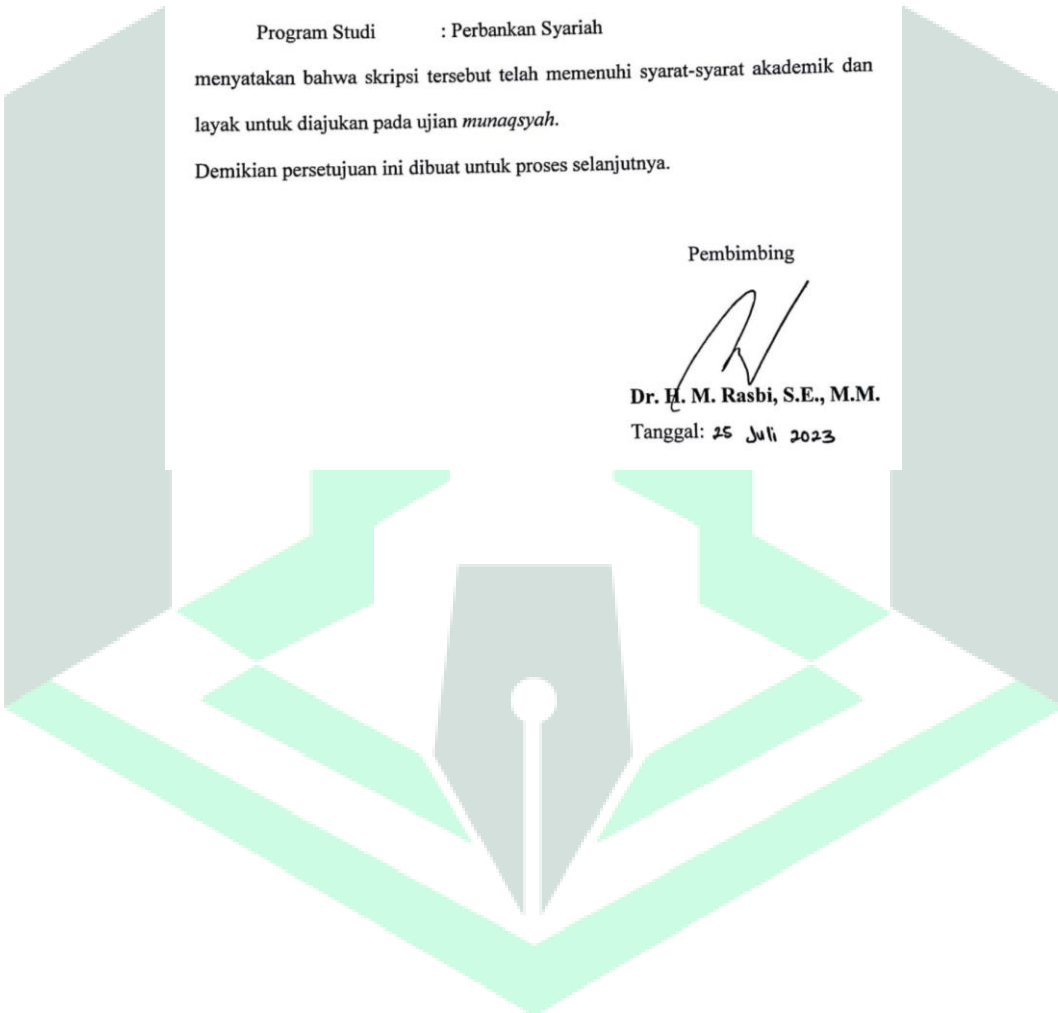 Program Studi : Perbankan Syariah
menyatakan bahwa skripsi tersebut telah memenuhi syarat-syarat akademik dan
layak untuk diajukan pada ujian munaqsyah.
Demikian persetujuan ini dibuat untuk proses selanjutnya.
Pembimbing
Dr. H. M. Rasbi, S.E., M.M.
Tanggal: 25 Juli 2023